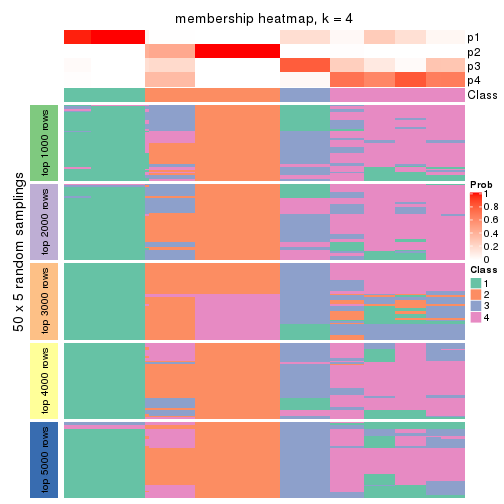 membership heatmap, k = 4
p1
p2
p3
p4
Class
50 x 5 random samplings
top 1000 rows
top 2000 rows
top 3000 rows
top 4000 rows
top 5000 rows
Prob
1
0.8
0.6
0.4
0.2
0
Class
1
2
3
4